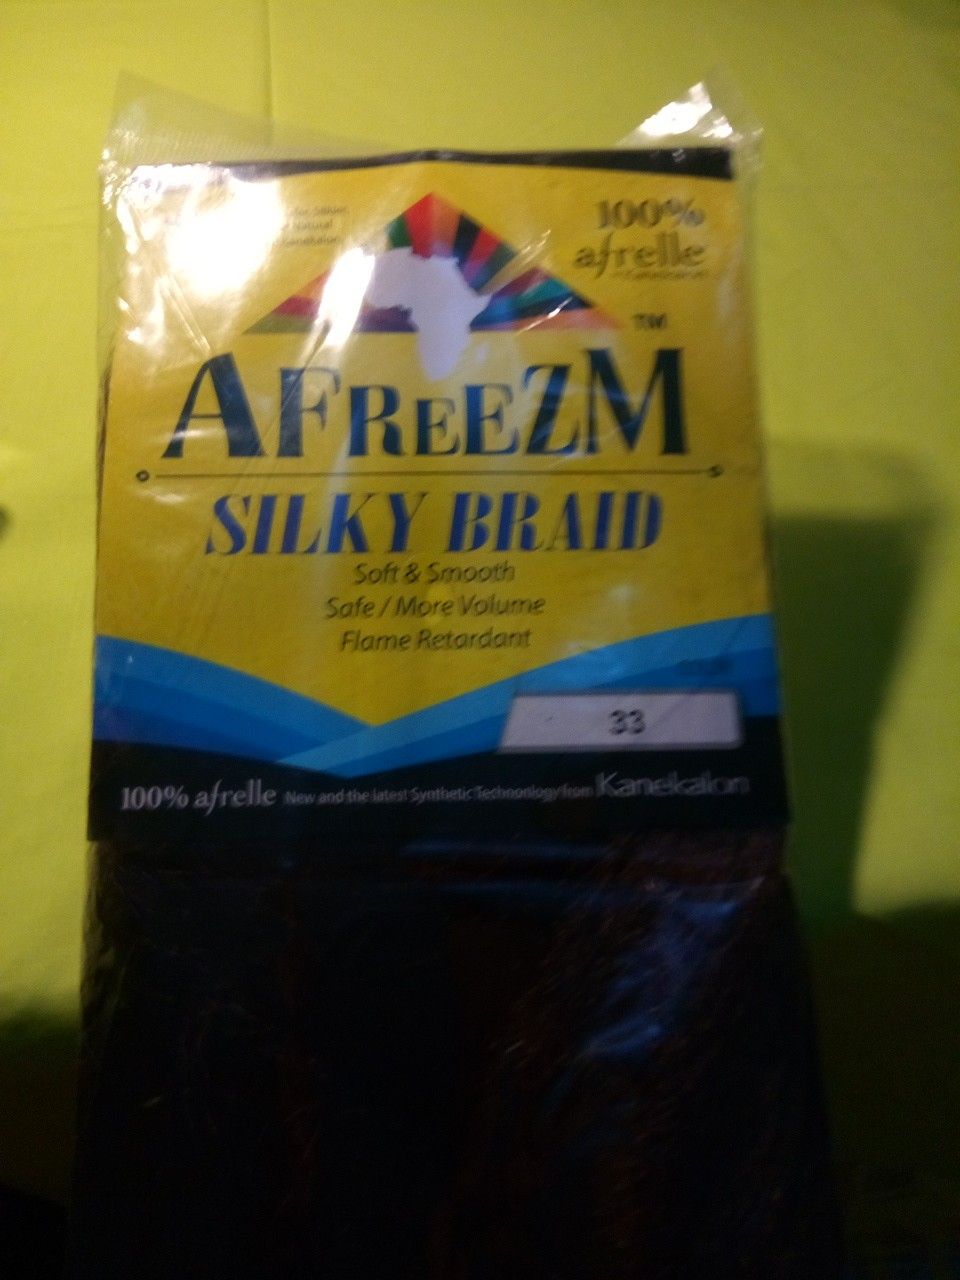 100%
afrelle
TM
AFREEZM
SILKY BRAID
Soft & Smooth
Safe / More Volume
Flame Retardant
33
100% afrelle New and the latest Synthetic Technonlogy from Kanekalon